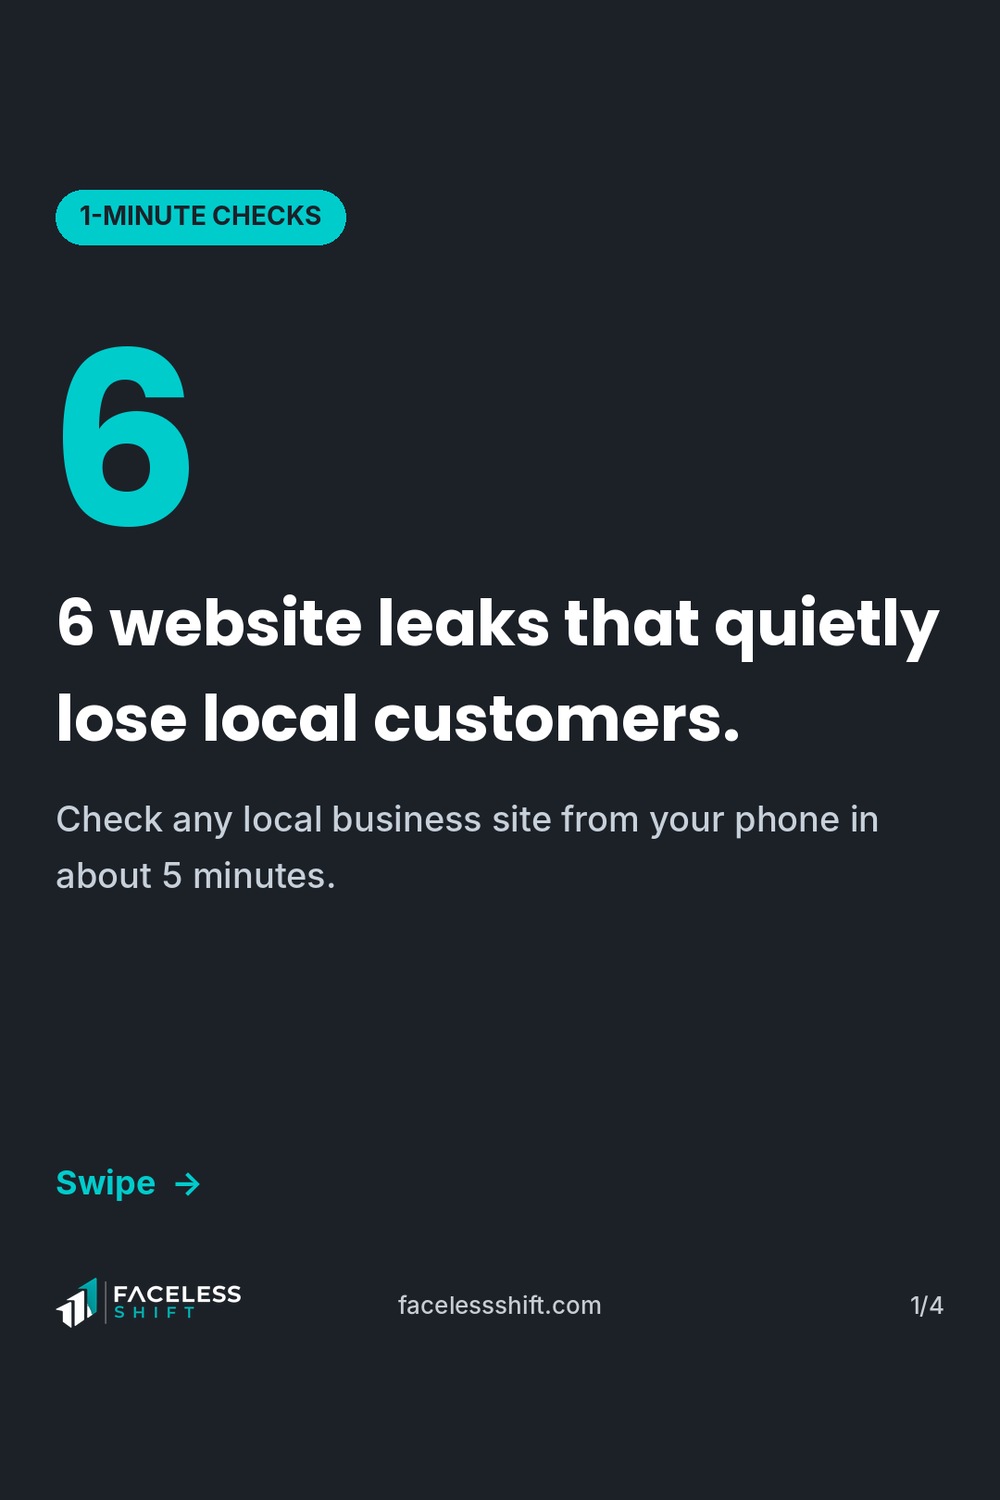 1-MINUTE CHECKS
6
6 website leaks that quietly
lose local customers.
Check any local business site from your phone in
about 5 minutes.
Swipe →
FACELESS
SHIFT
facelessshift.com
1/4